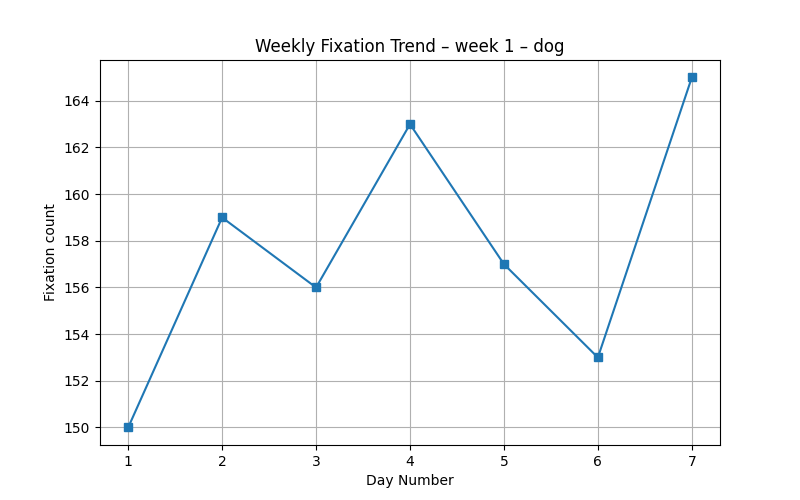 Weekly Fixation Trend – week 1 – dog
Fixation count
164
162
160
158
156
154
152
150
1 2 3 4 5 6 7
Day Number